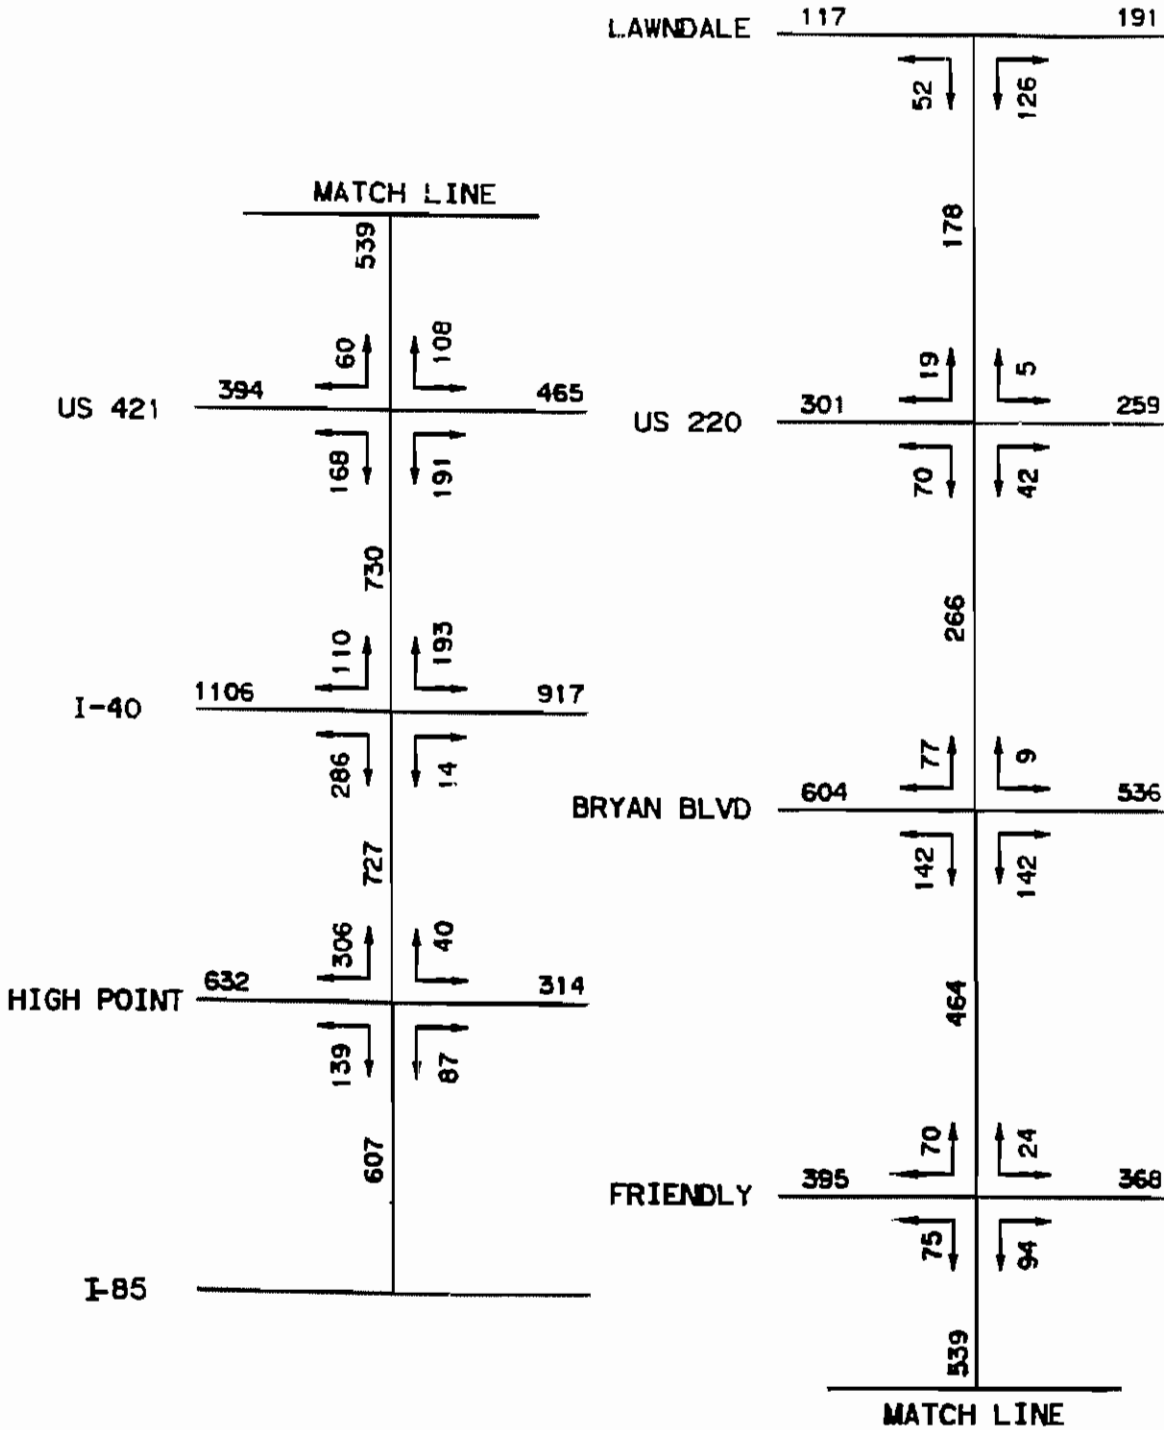 MATCH LINE
539
60 108
US 421 394 465
168 191
730
110 193
I-40 1106 917
286 14
727
306 40
HIGH POINT 632 314
139 87
607
I-85
LAWNDALE 117 191
52 126
178
19 5
US 220 301 259
70 42
266
77 9
BRYAN BLVD 604 536
142 142
464
70 24
FRIENDLY 395 368
75 94
539
MATCH LINE